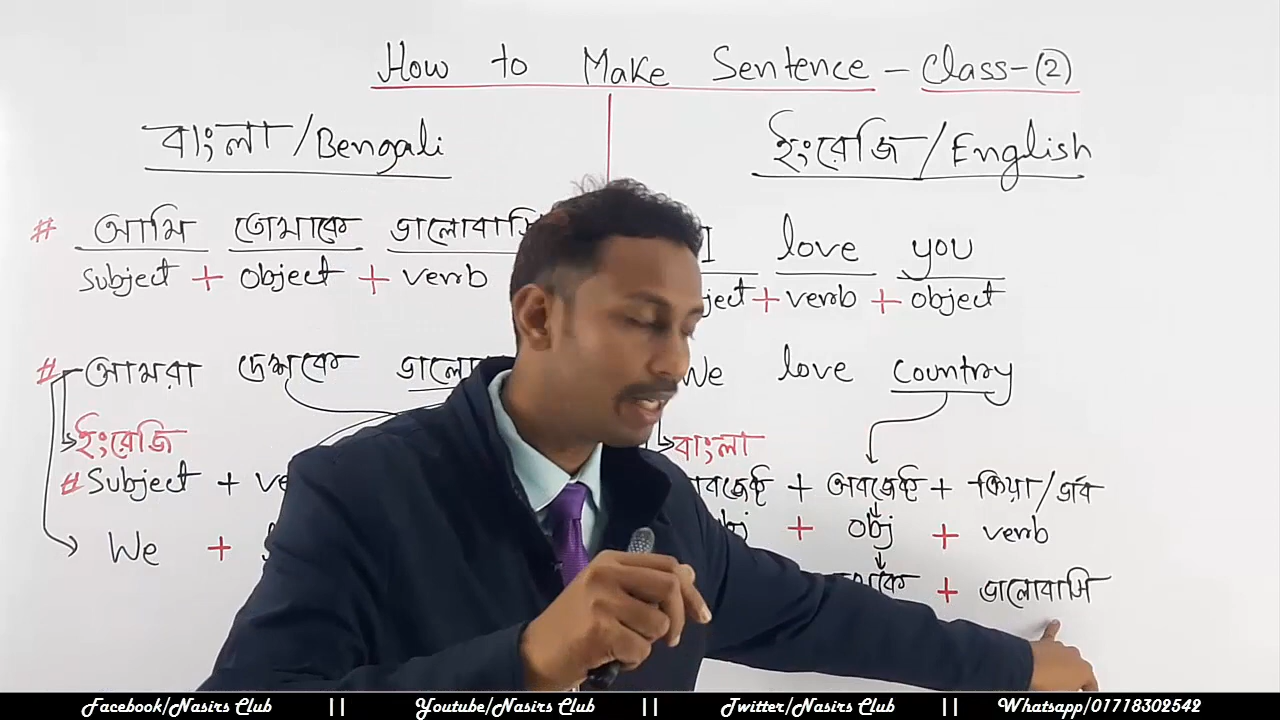 How to Make Sentence - Class-(2)
বাংলা/Bengali
ইংরেজি/English
# আমি তোমাকে ভালোবাসি
Subject + Object + verb
I love you
+ verb + object
# আমরা দেশকে
We love country
ইংরেজি
বাংলা
# Subject +
+ অবজেক্ট + ক্রিয়া/ভার্ব
+ Obj + verb
We +
+ ভালোবাসি
Facebook/Nasirs Club || Youtube/Nasirs Club || Twitter/Nasirs Club || Whatsapp/01718302542